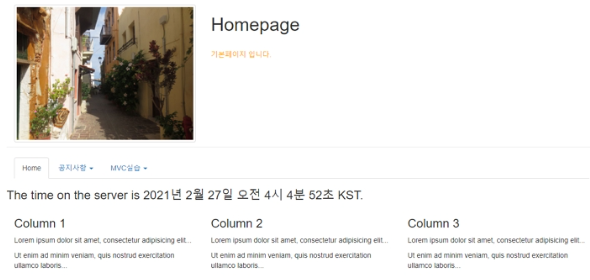 Homepage
기본페이지 입니다.
Home 공지사항 MVC실습
The time on the server is 2021년 2월 27일 오전 4시 4분 52초 KST.
Column 1 Column 2 Column 3
Lorem ipsum dolor sit amet, consectetur adipisicing elit... Lorem ipsum dolor sit amet, consectetur adipisicing elit... Lorem ipsum dolor sit amet, consectetur adipisicing elit...
Ut enim ad minim veniam, quis nostrud exercitation Ut enim ad minim veniam, quis nostrud exercitation Ut enim ad minim veniam, quis nostrud exercitation
ullamco laboris... ullamco laboris... ullamco laboris...